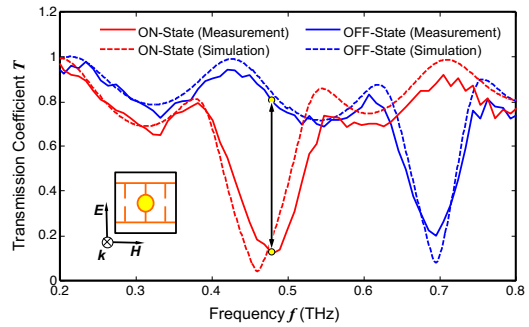 1.2
1
0.8
0.6
0.4
0.2
0
Transmission Coefficient T
ON-State (Measurement)
ON-State (Simulation)
OFF-State (Measurement)
OFF-State (Simulation)
E
k
H
0.2 0.3 0.4 0.5 0.6 0.7 0.8
Frequency f (THz)